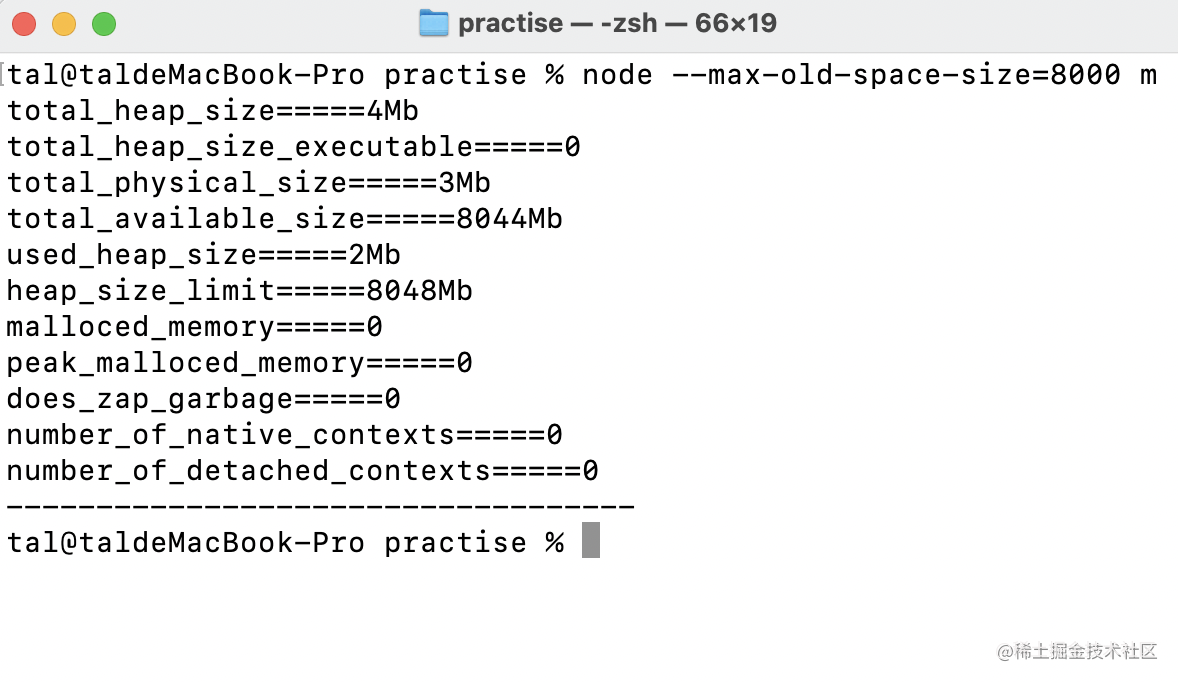 practise — -zsh — 66×19
tal@taldeMacBook-Pro practise % node --max-old-space-size=8000 m
total_heap_size=====4Mb
total_heap_size_executable=====0
total_physical_size=====3Mb
total_available_size=====8044Mb
used_heap_size=====2Mb
heap_size_limit=====8048Mb
malloced_memory=====0
peak_malloced_memory=====0
does_zap_garbage=====0
number_of_native_contexts=====0
number_of_detached_contexts=====0
-----------------------------------
tal@taldeMacBook-Pro practise %
@稀土掘金技术社区